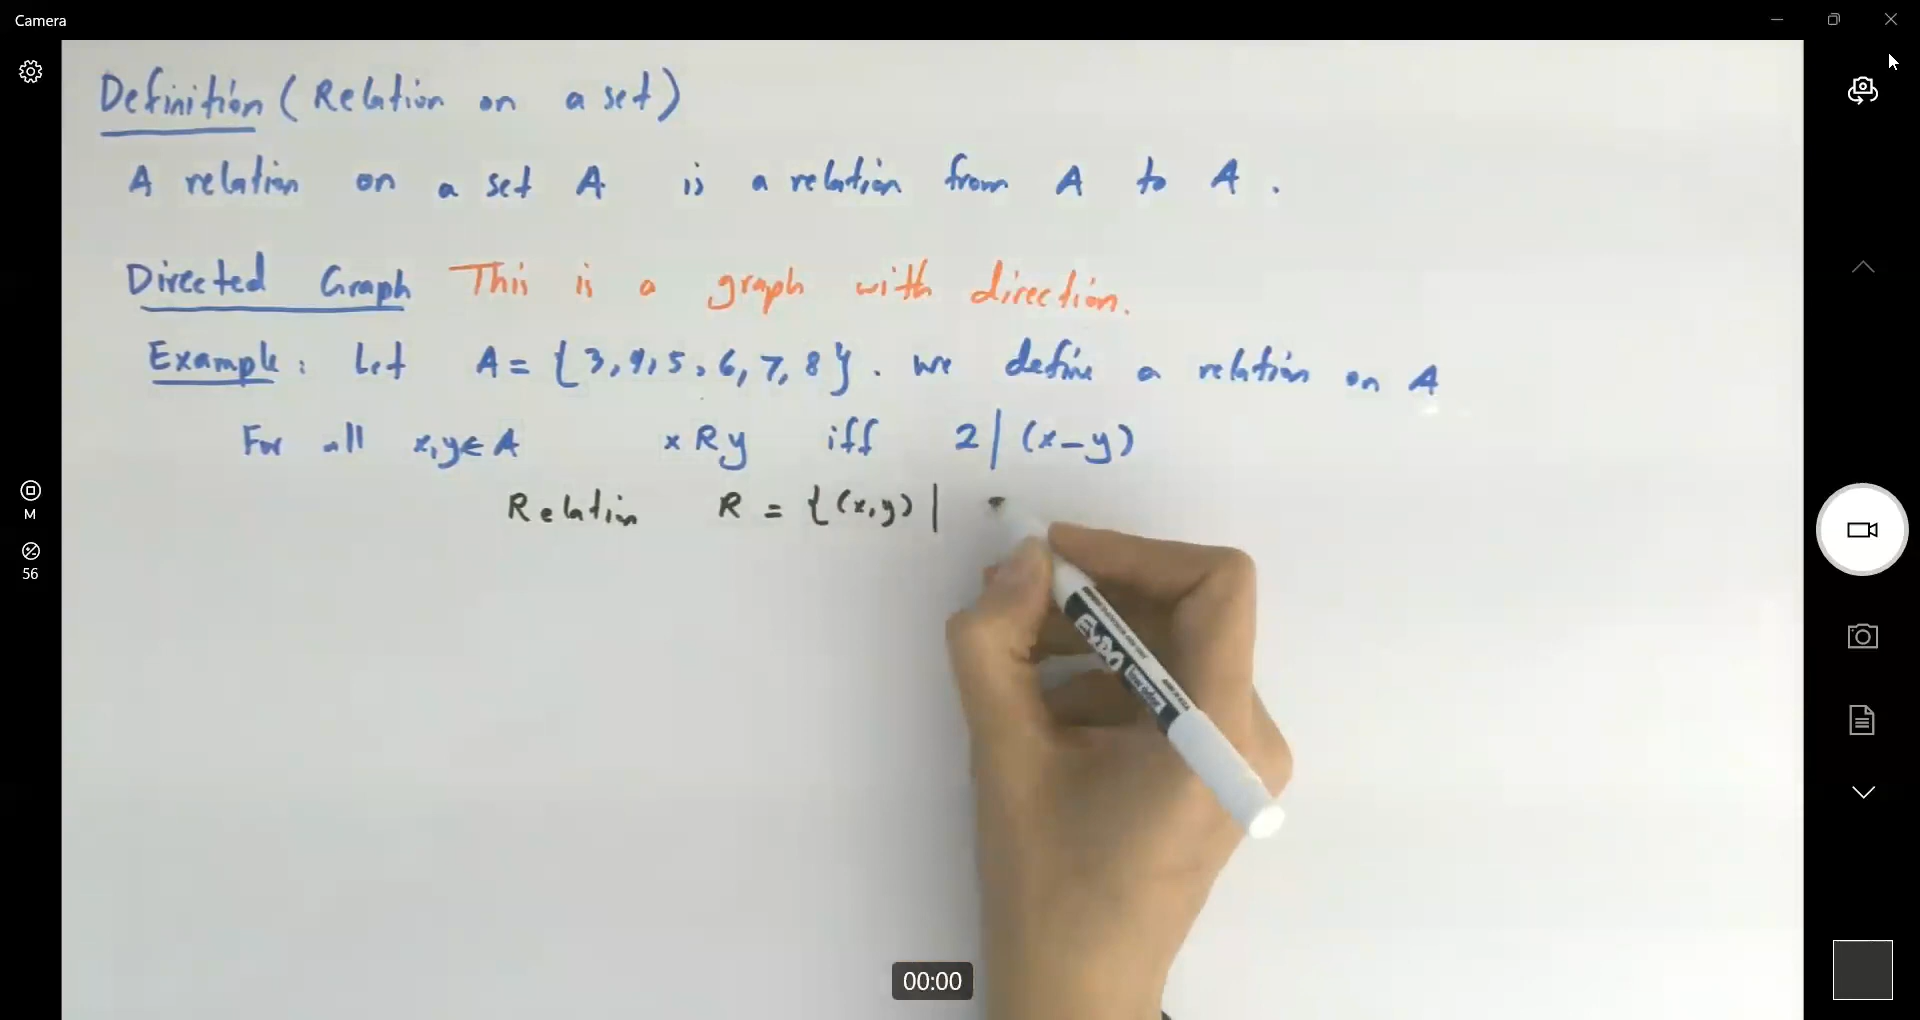 Camera
Definition (Relation on a set)
A relation on a set A is a relation from A to A.
Directed Graph This is a graph with direction.
Example: Let A = {3,4,5,6,7,8}. we define a relation on A
For all x,y∈A x R y iff 2 | (x-y)
Relation R = {(x,y) |
M
56
EXPO
00:00